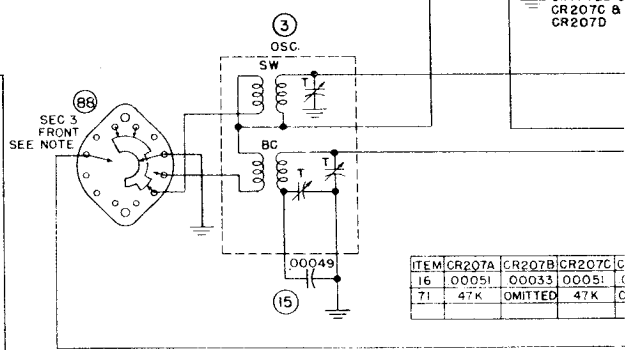 CR207C &
CR207D
3
OSC.
SW
T
88
SEC 3
FRONT
SEE NOTE
BC
T
T
.00049
15
ITEM CR207A CR207B CR207C
16 .00051 .00033 .00051
71 47K OMITTED 47K